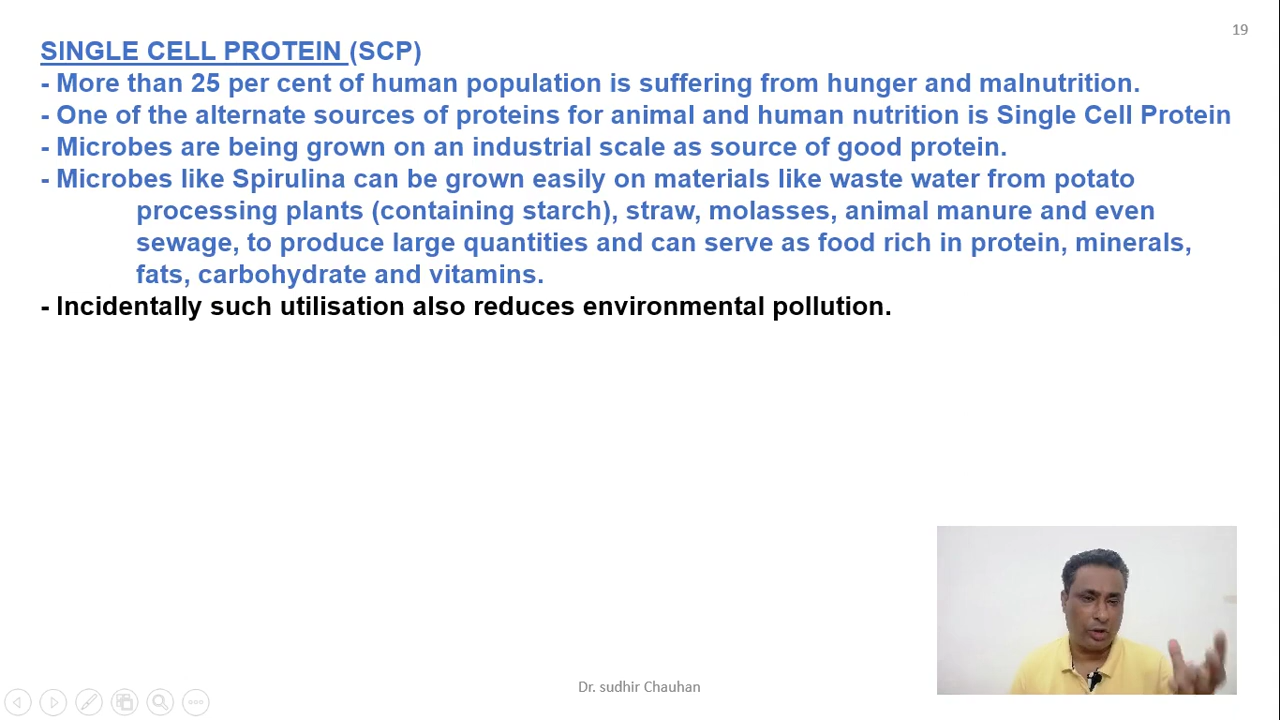 19
SINGLE CELL PROTEIN (SCP)
- More than 25 per cent of human population is suffering from hunger and malnutrition.
- One of the alternate sources of proteins for animal and human nutrition is Single Cell Protein
- Microbes are being grown on an industrial scale as source of good protein.
- Microbes like Spirulina can be grown easily on materials like waste water from potato
processing plants (containing starch), straw, molasses, animal manure and even
sewage, to produce large quantities and can serve as food rich in protein, minerals,
fats, carbohydrate and vitamins.
- Incidentally such utilisation also reduces environmental pollution.
Dr. sudhir Chauhan